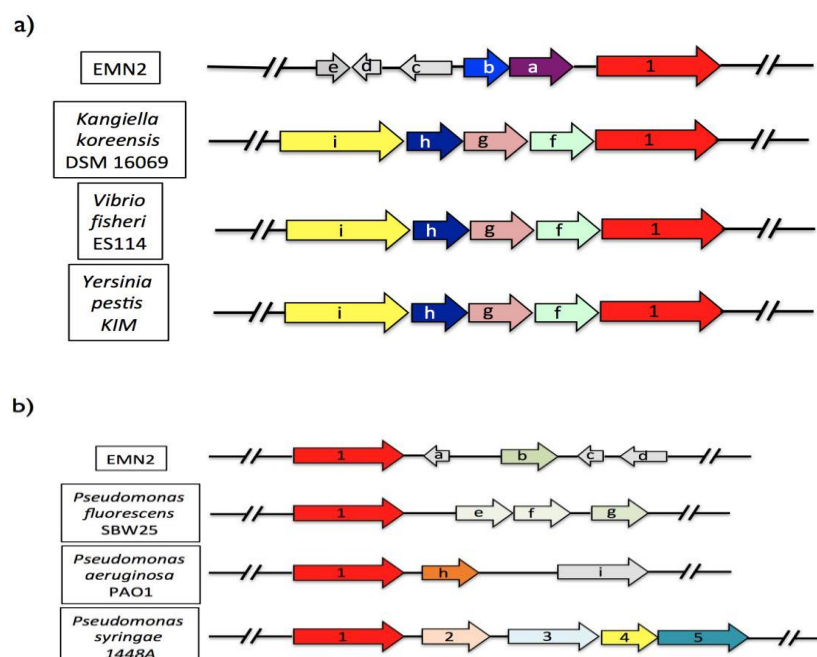 a)
EMN2
e d c b a 1
Kangiella
koreensis
DSM 16069
i h g f 1
Vibrio
fisheri
ES114
i h g f 1
Yersinia
pestis
KIM
i h g f 1
b)
EMN2
1 a b c d
Pseudomonas
fluorescens
SBW25
1 e f g
Pseudomonas
aeruginosa
PAO1
1 h i
Pseudomonas
syringae
1448A
1 2 3 4 5